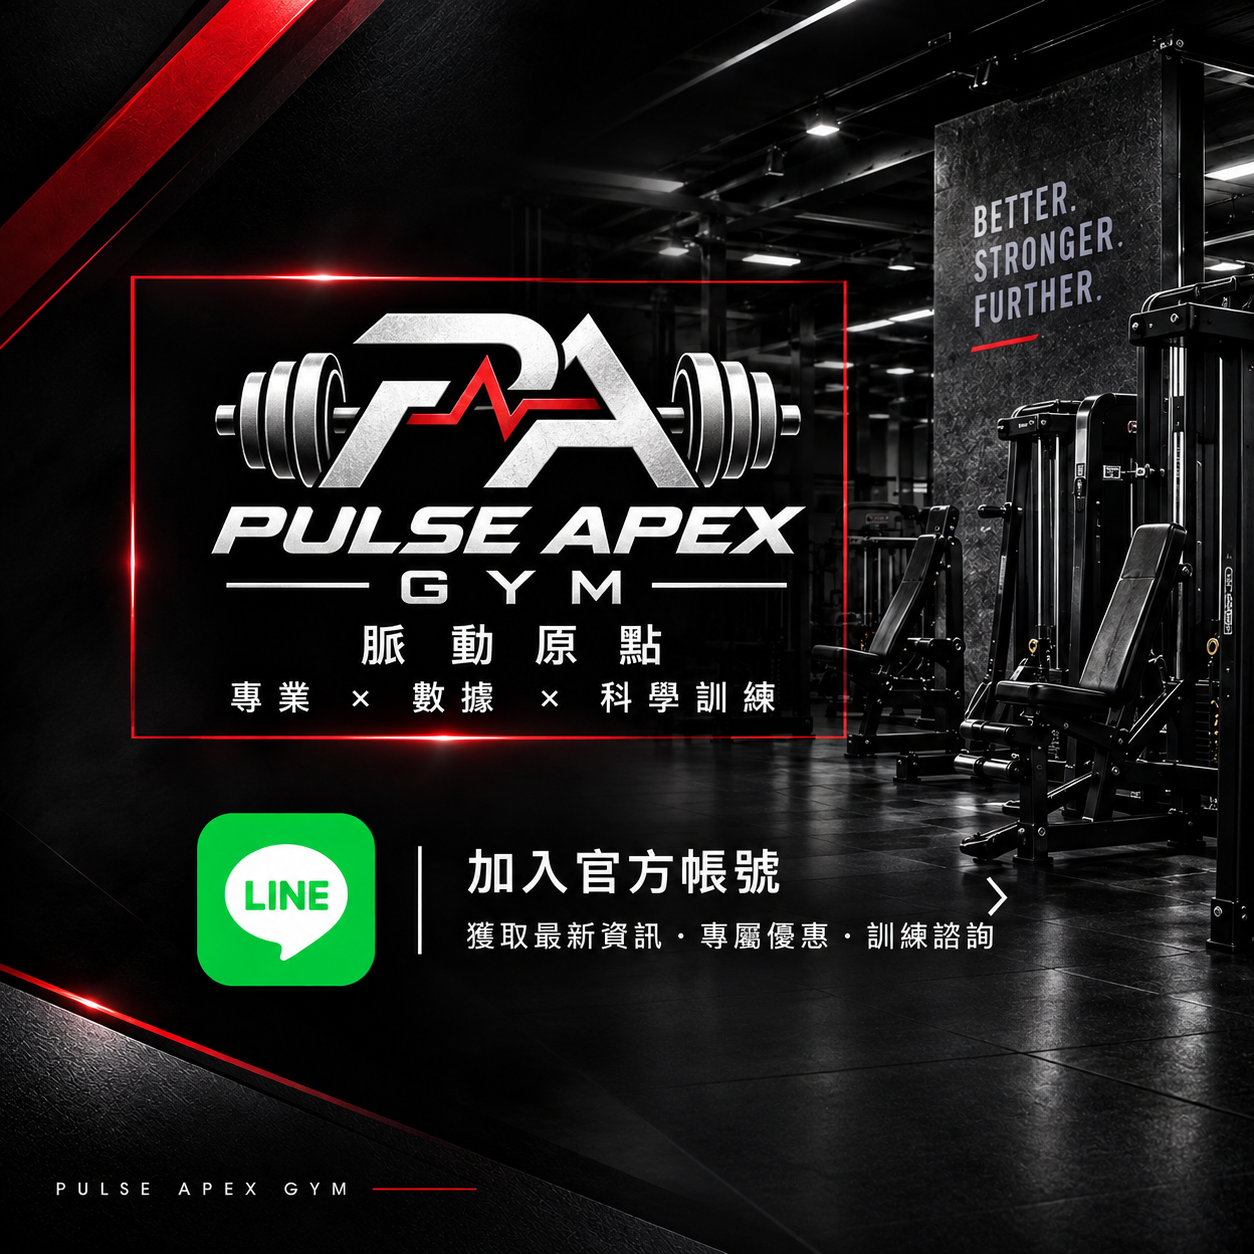 BETTER.
STRONGER.
FURTHER.
PA
PULSE APEX
GYM
脈動原點
專業 × 數據 × 科學訓練
LINE
加入官方帳號
獲取最新資訊・專屬優惠・訓練諮詢
PULSE APEX GYM